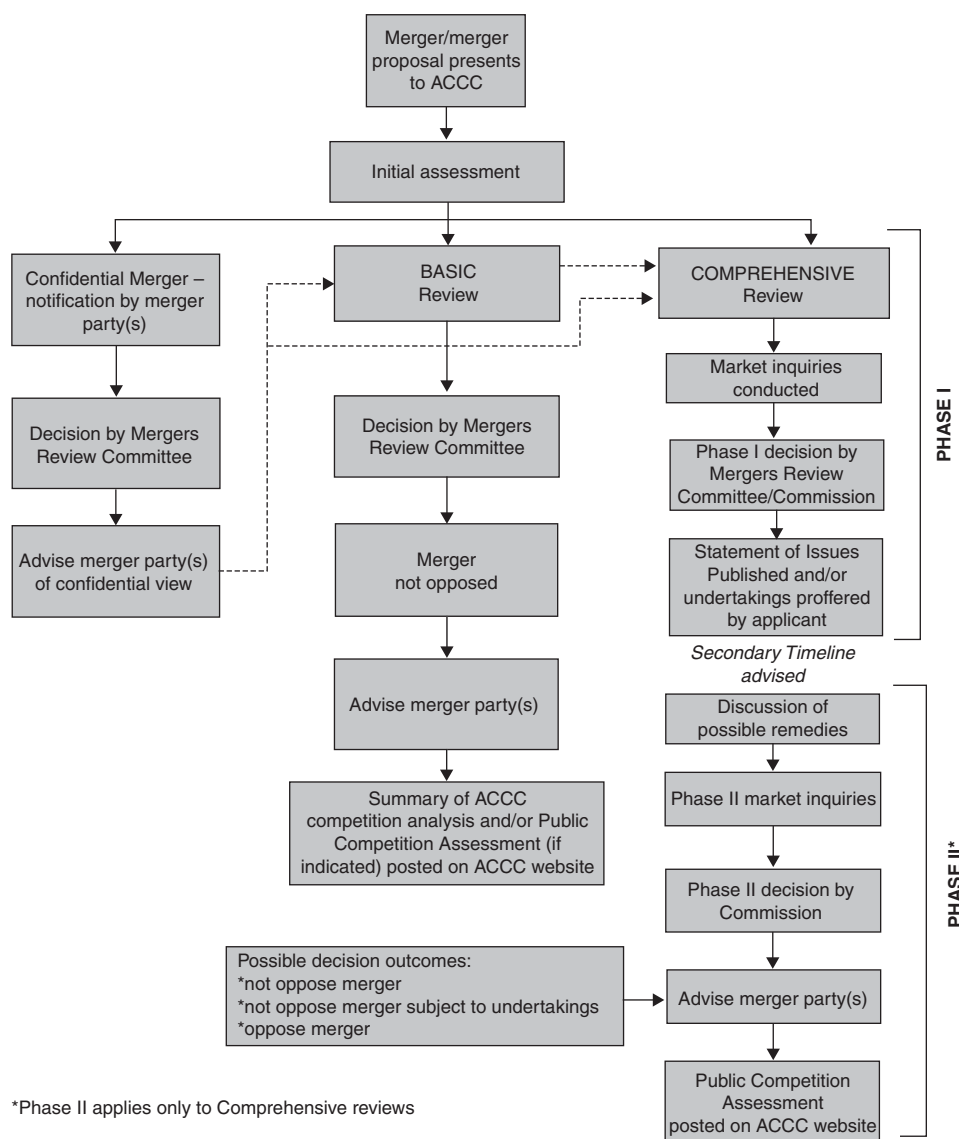 Merger/merger
proposal presents
to ACCC
Initial assessment
Confidential Merger –
notification by merger
party(s)
Decision by Mergers
Review Committee
Advise merger party(s)
of confidential view
BASIC
Review
Decision by Mergers
Review Committee
Merger
not opposed
Advise merger party(s)
Summary of ACCC
competition analysis and/or Public
Competition Assessment (if
indicated) posted on ACCC website
COMPREHENSIVE
Review
Market inquiries
conducted
Phase I decision by
Mergers Review
Committee/Commission
Statement of Issues
Published and/or
undertakings proffered
by applicant
PHASE I
Secondary Timeline
advised
Discussion of
possible remedies
Phase II market inquiries
Phase II decision by
Commission
Possible decision outcomes:
*not oppose merger
*not oppose merger subject to undertakings
*oppose merger
Advise merger party(s)
Public Competition
Assessment
posted on ACCC website
PHASE II*
*Phase II applies only to Comprehensive reviews